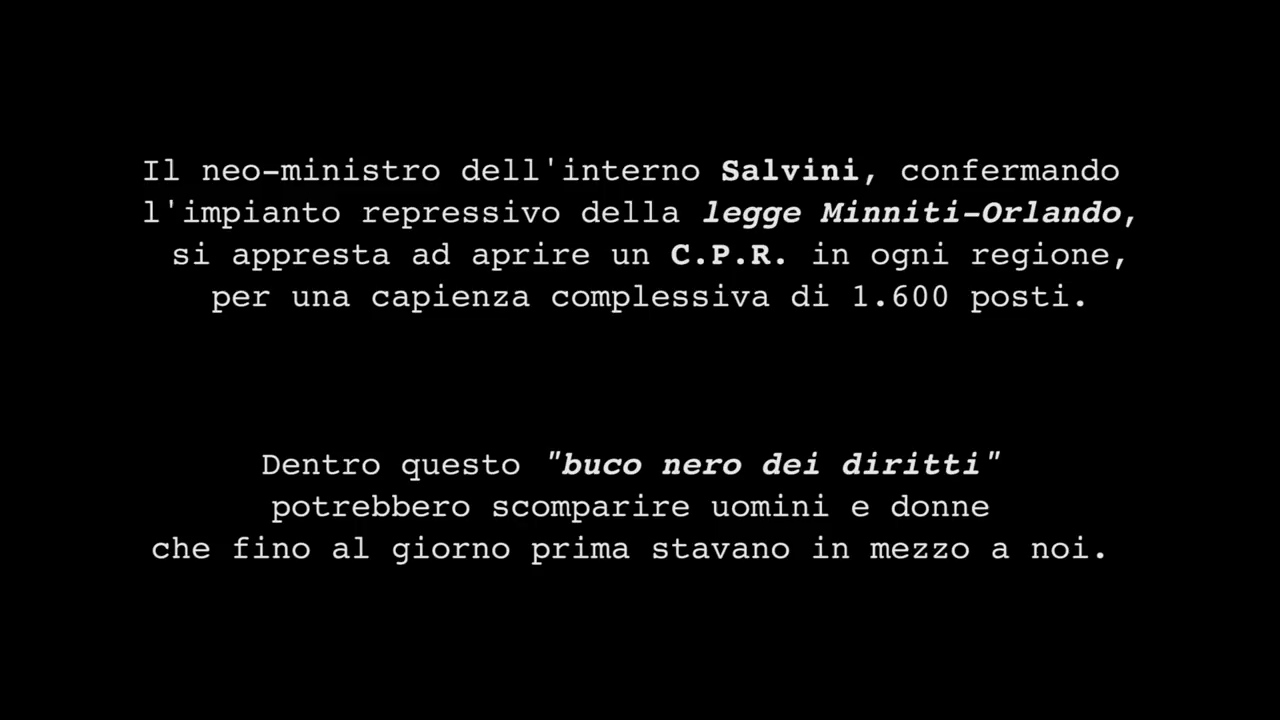 Il neo-ministro dell'interno Salvini, confermando
l'impianto repressivo della legge Minniti-Orlando,
si appresta ad aprire un C.P.R. in ogni regione,
per una capienza complessiva di 1.600 posti.
Dentro questo "buco nero dei diritti"
potrebbero scomparire uomini e donne
che fino al giorno prima stavano in mezzo a noi.